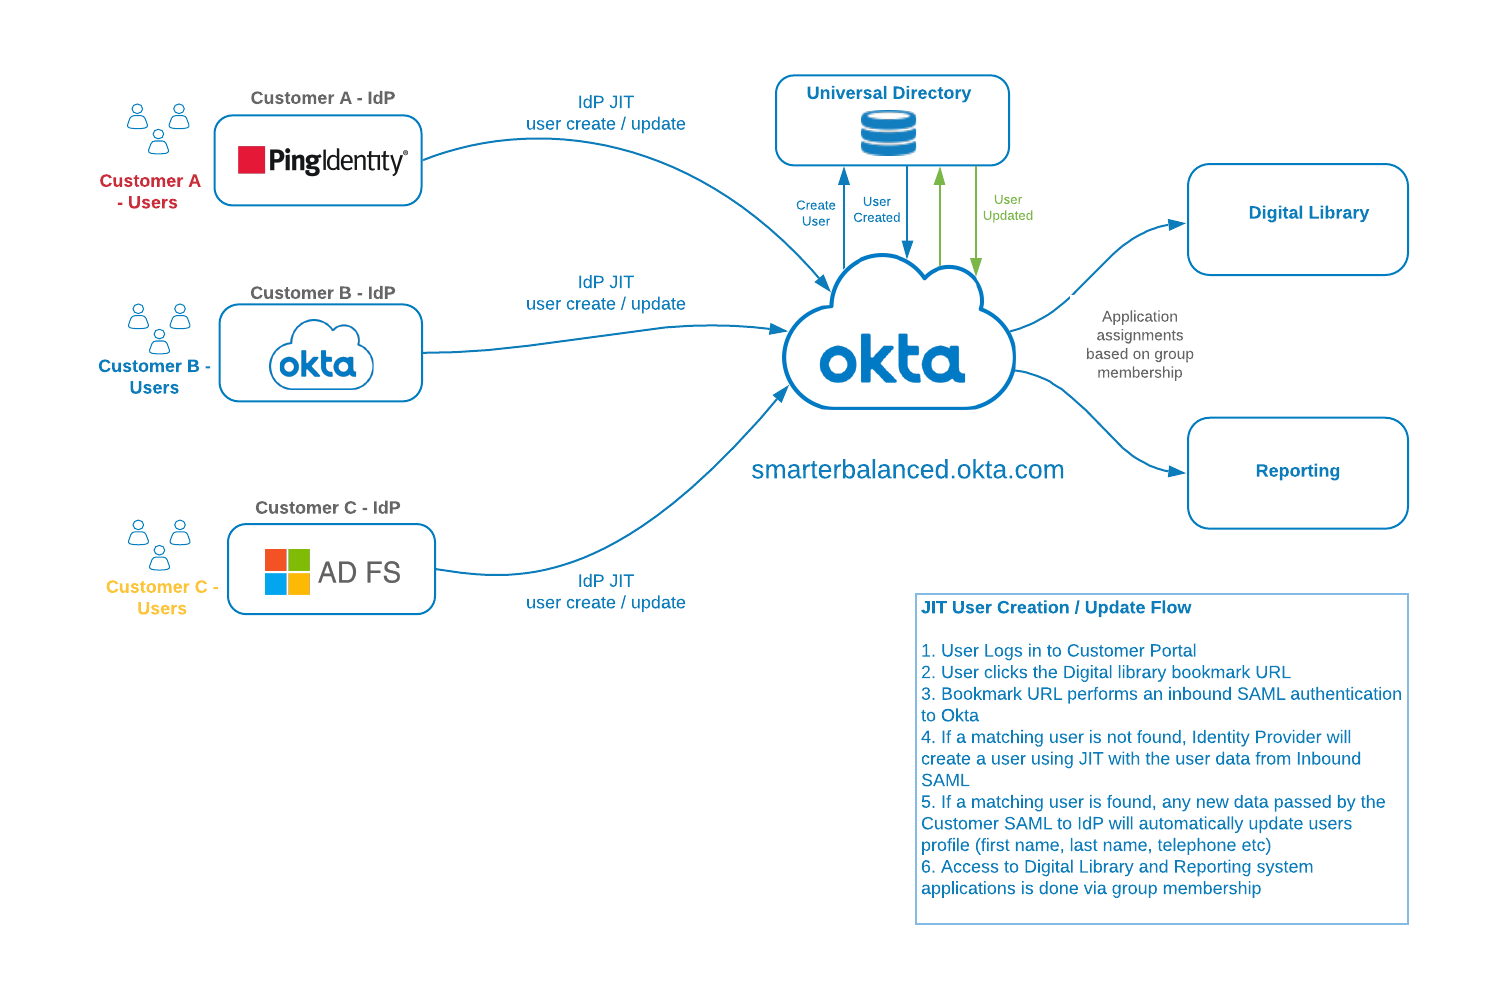 Customer A - IdP
PingIdentity®
Customer A
- Users
IdP JIT
user create / update
Customer B - IdP
okta
Customer B -
Users
IdP JIT
user create / update
Customer C - IdP
AD FS
Customer C -
Users
IdP JIT
user create / update
Universal Directory
Create
User
User
Created
User
Updated
okta
smarterbalanced.okta.com
Digital Library
Application
assignments
based on group
membership
Reporting
JIT User Creation / Update Flow
1. User Logs in to Customer Portal
2. User clicks the Digital library bookmark URL
3. Bookmark URL performs an inbound SAML authentication
to Okta
4. If a matching user is not found, Identity Provider will
create a user using JIT with the user data from Inbound
SAML
5. If a matching user is found, any new data passed by the
Customer SAML to IdP will automatically update users
profile (first name, last name, telephone etc)
6. Access to Digital Library and Reporting system
applications is done via group membership